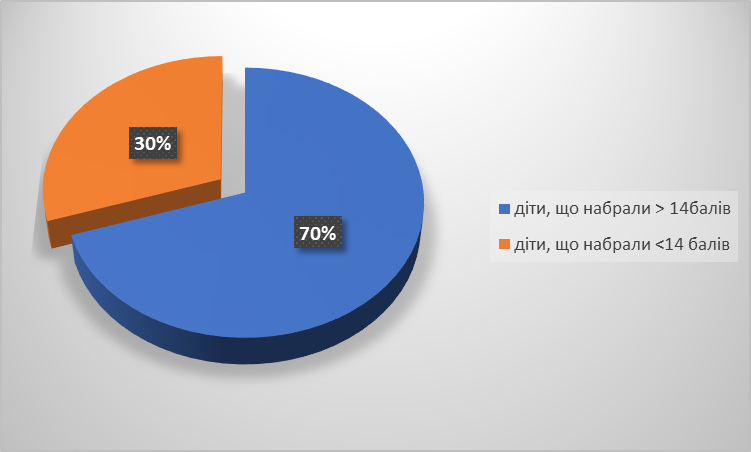 30%
70%
діти, що набрали > 14балів
діти, що набрали <14 балів